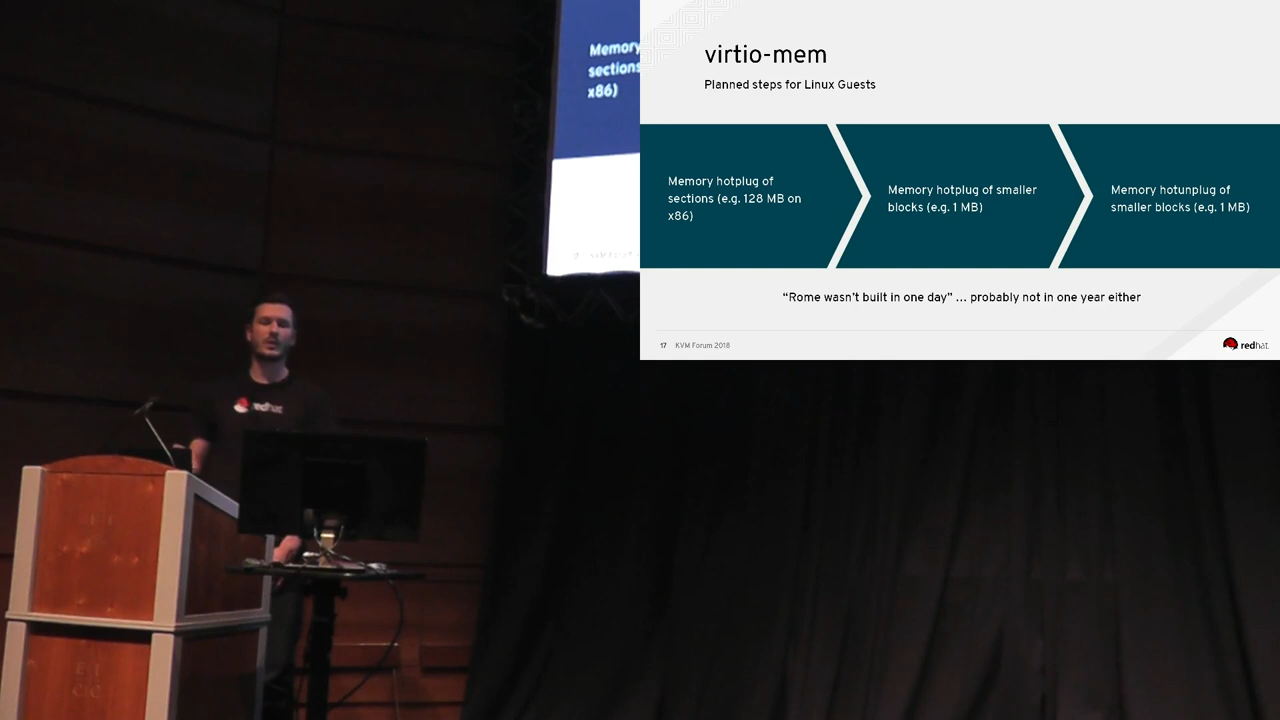 Memory
sections
x86)
virtio-mem
Planned steps for Linux Guests
Memory hotplug of
sections (e.g. 128 MB on
x86)
Memory hotplug of smaller
blocks (e.g. 1 MB)
Memory hotunplug of
smaller blocks (e.g. 1 MB)
“Rome wasn’t built in one day” … probably not in one year either
17 KVM Forum 2018
redhat.
redhat